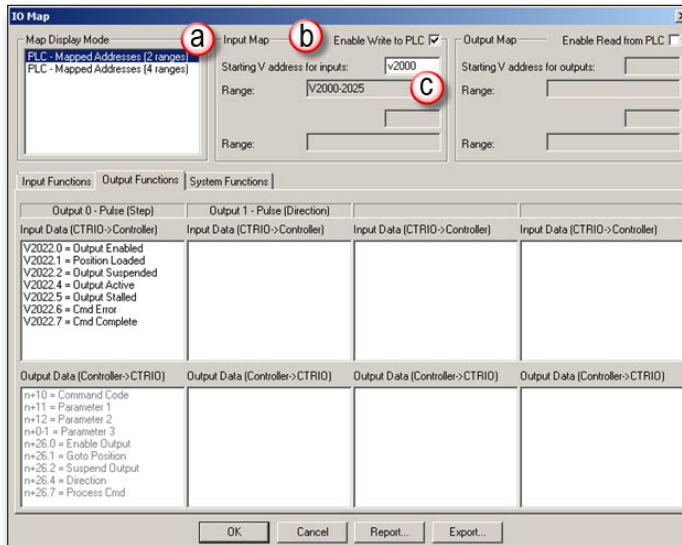 IO Map
Map Display Mode
a
PLC - Mapped Addresses (2 ranges)
PLC - Mapped Addresses (4 ranges)
Input Map
b
Enable Write to PLC
Starting V address for inputs:
v2000
Range:
V2000-2025
c
Range:
Output Map
Enable Read from PLC
Starting V address for outputs:
Range:
Range:
Input Functions
Output Functions
System Functions
Output 0 - Pulse (Step)
Output 1 - Pulse (Direction)
Input Data (CTRIO->Controller)
Input Data (CTRIO->Controller)
Input Data (CTRIO->Controller)
Input Data (CTRIO->Controller)
V2022.0 = Output Enabled
V2022.1 = Position Loaded
V2022.2 = Output Suspended
V2022.4 = Output Active
V2022.5 = Output Stalled
V2022.6 = Cmd Error
V2022.7 = Cmd Complete
Output Data (Controller->CTRIO)
Output Data (Controller->CTRIO)
Output Data (Controller->CTRIO)
Output Data (Controller->CTRIO)
n+10 = Command Code
n+11 = Parameter 1
n+12 = Parameter 2
n+0-1 = Parameter 3
n+26.0 = Enable Output
n+26.1 = Goto Position
n+26.2 = Suspend Output
n+26.4 = Direction
n+26.7 = Process Cmd
OK
Cancel
Report...
Export...